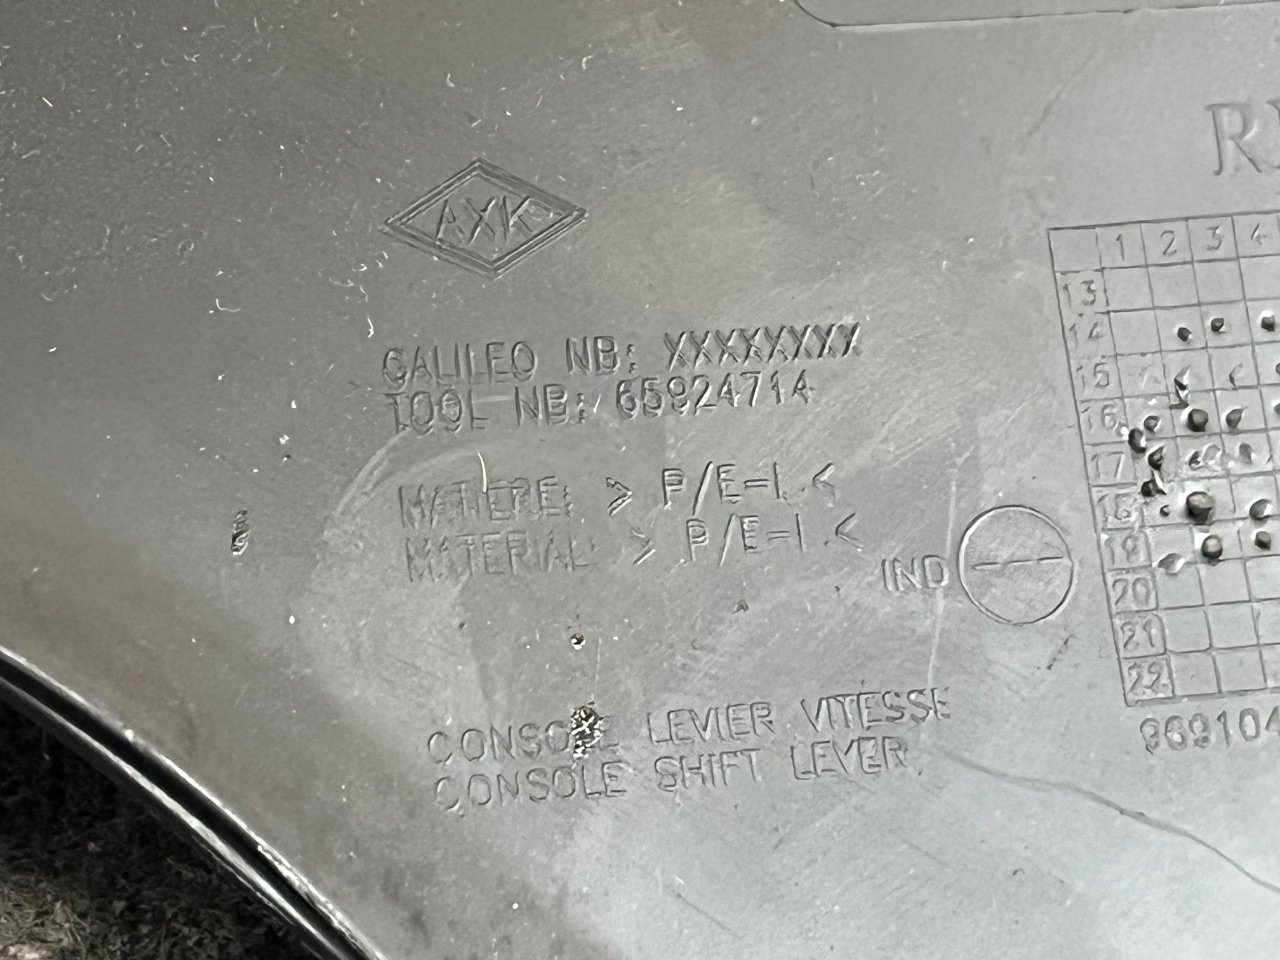 AXK
GALILEO NB: XXXXXXXX
TOOL NB: 65924714
MATIERE: > P/E-I <
MATERIAL: > P/E-I <
IND
CONSOLE LEVIER VITESSE
CONSOLE SHIFT LEVER
1 2 3 4
13
14
15
16
17
18
19
20
21
22